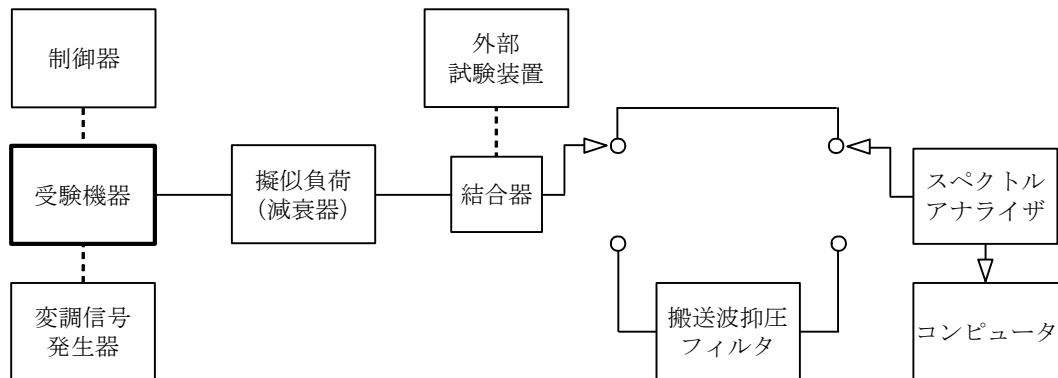 制御器
外部
試験装置
受験機器
擬似負荷
(減衰器)
結合器
スペクトル
アナライザ
変調信号
発生器
搬送波抑圧
フィルタ
コンピュータ